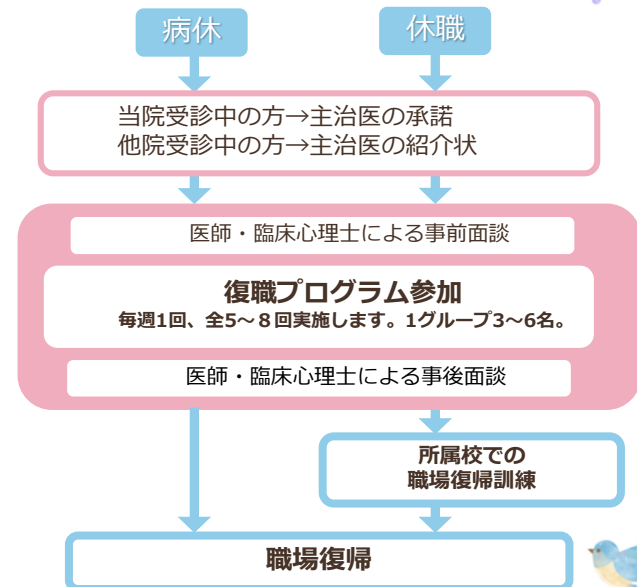 病休
休職
当院受診中の方→主治医の承諾
他院受診中の方→主治医の紹介状
医師・臨床心理士による事前面談
復職プログラム参加
毎週1回、全5～８回実施します。1グループ3～6名。
医師・臨床心理士による事後面談
所属校での
職場復帰訓練
職場復帰